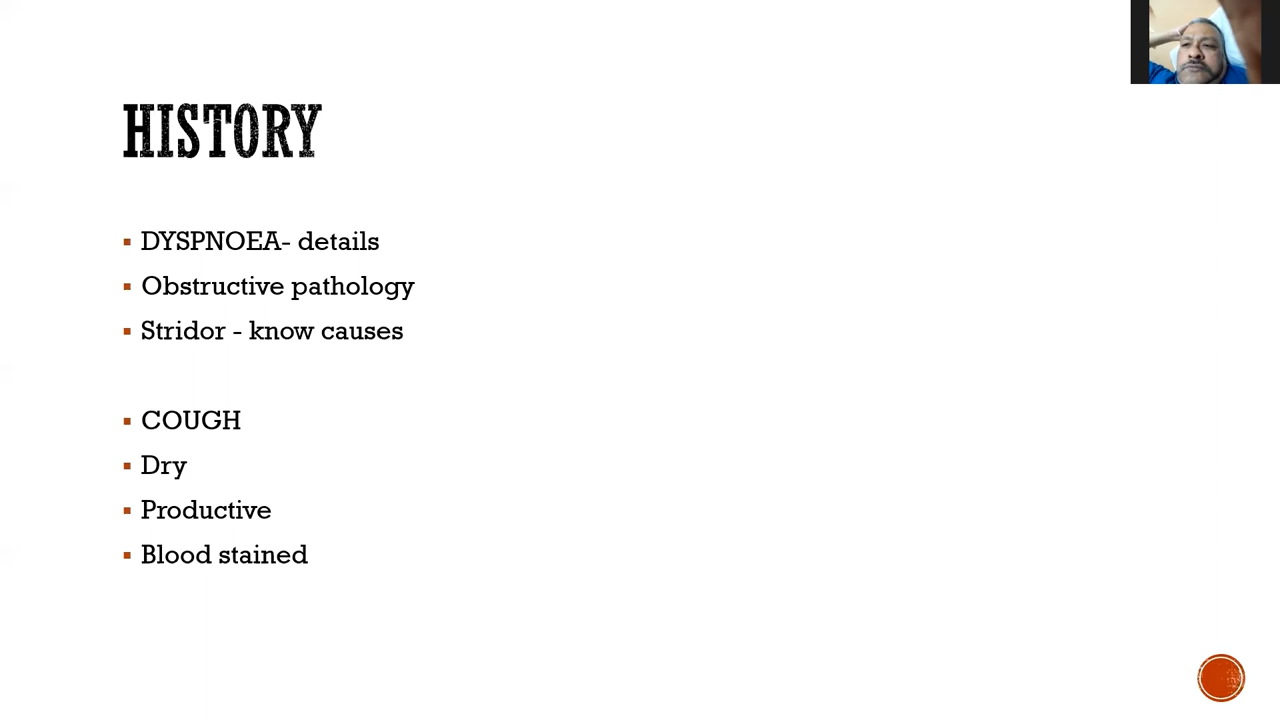 HISTORY
DYSPNOEA- details
Obstructive pathology
Stridor - know causes
COUGH
Dry
Productive
Blood stained